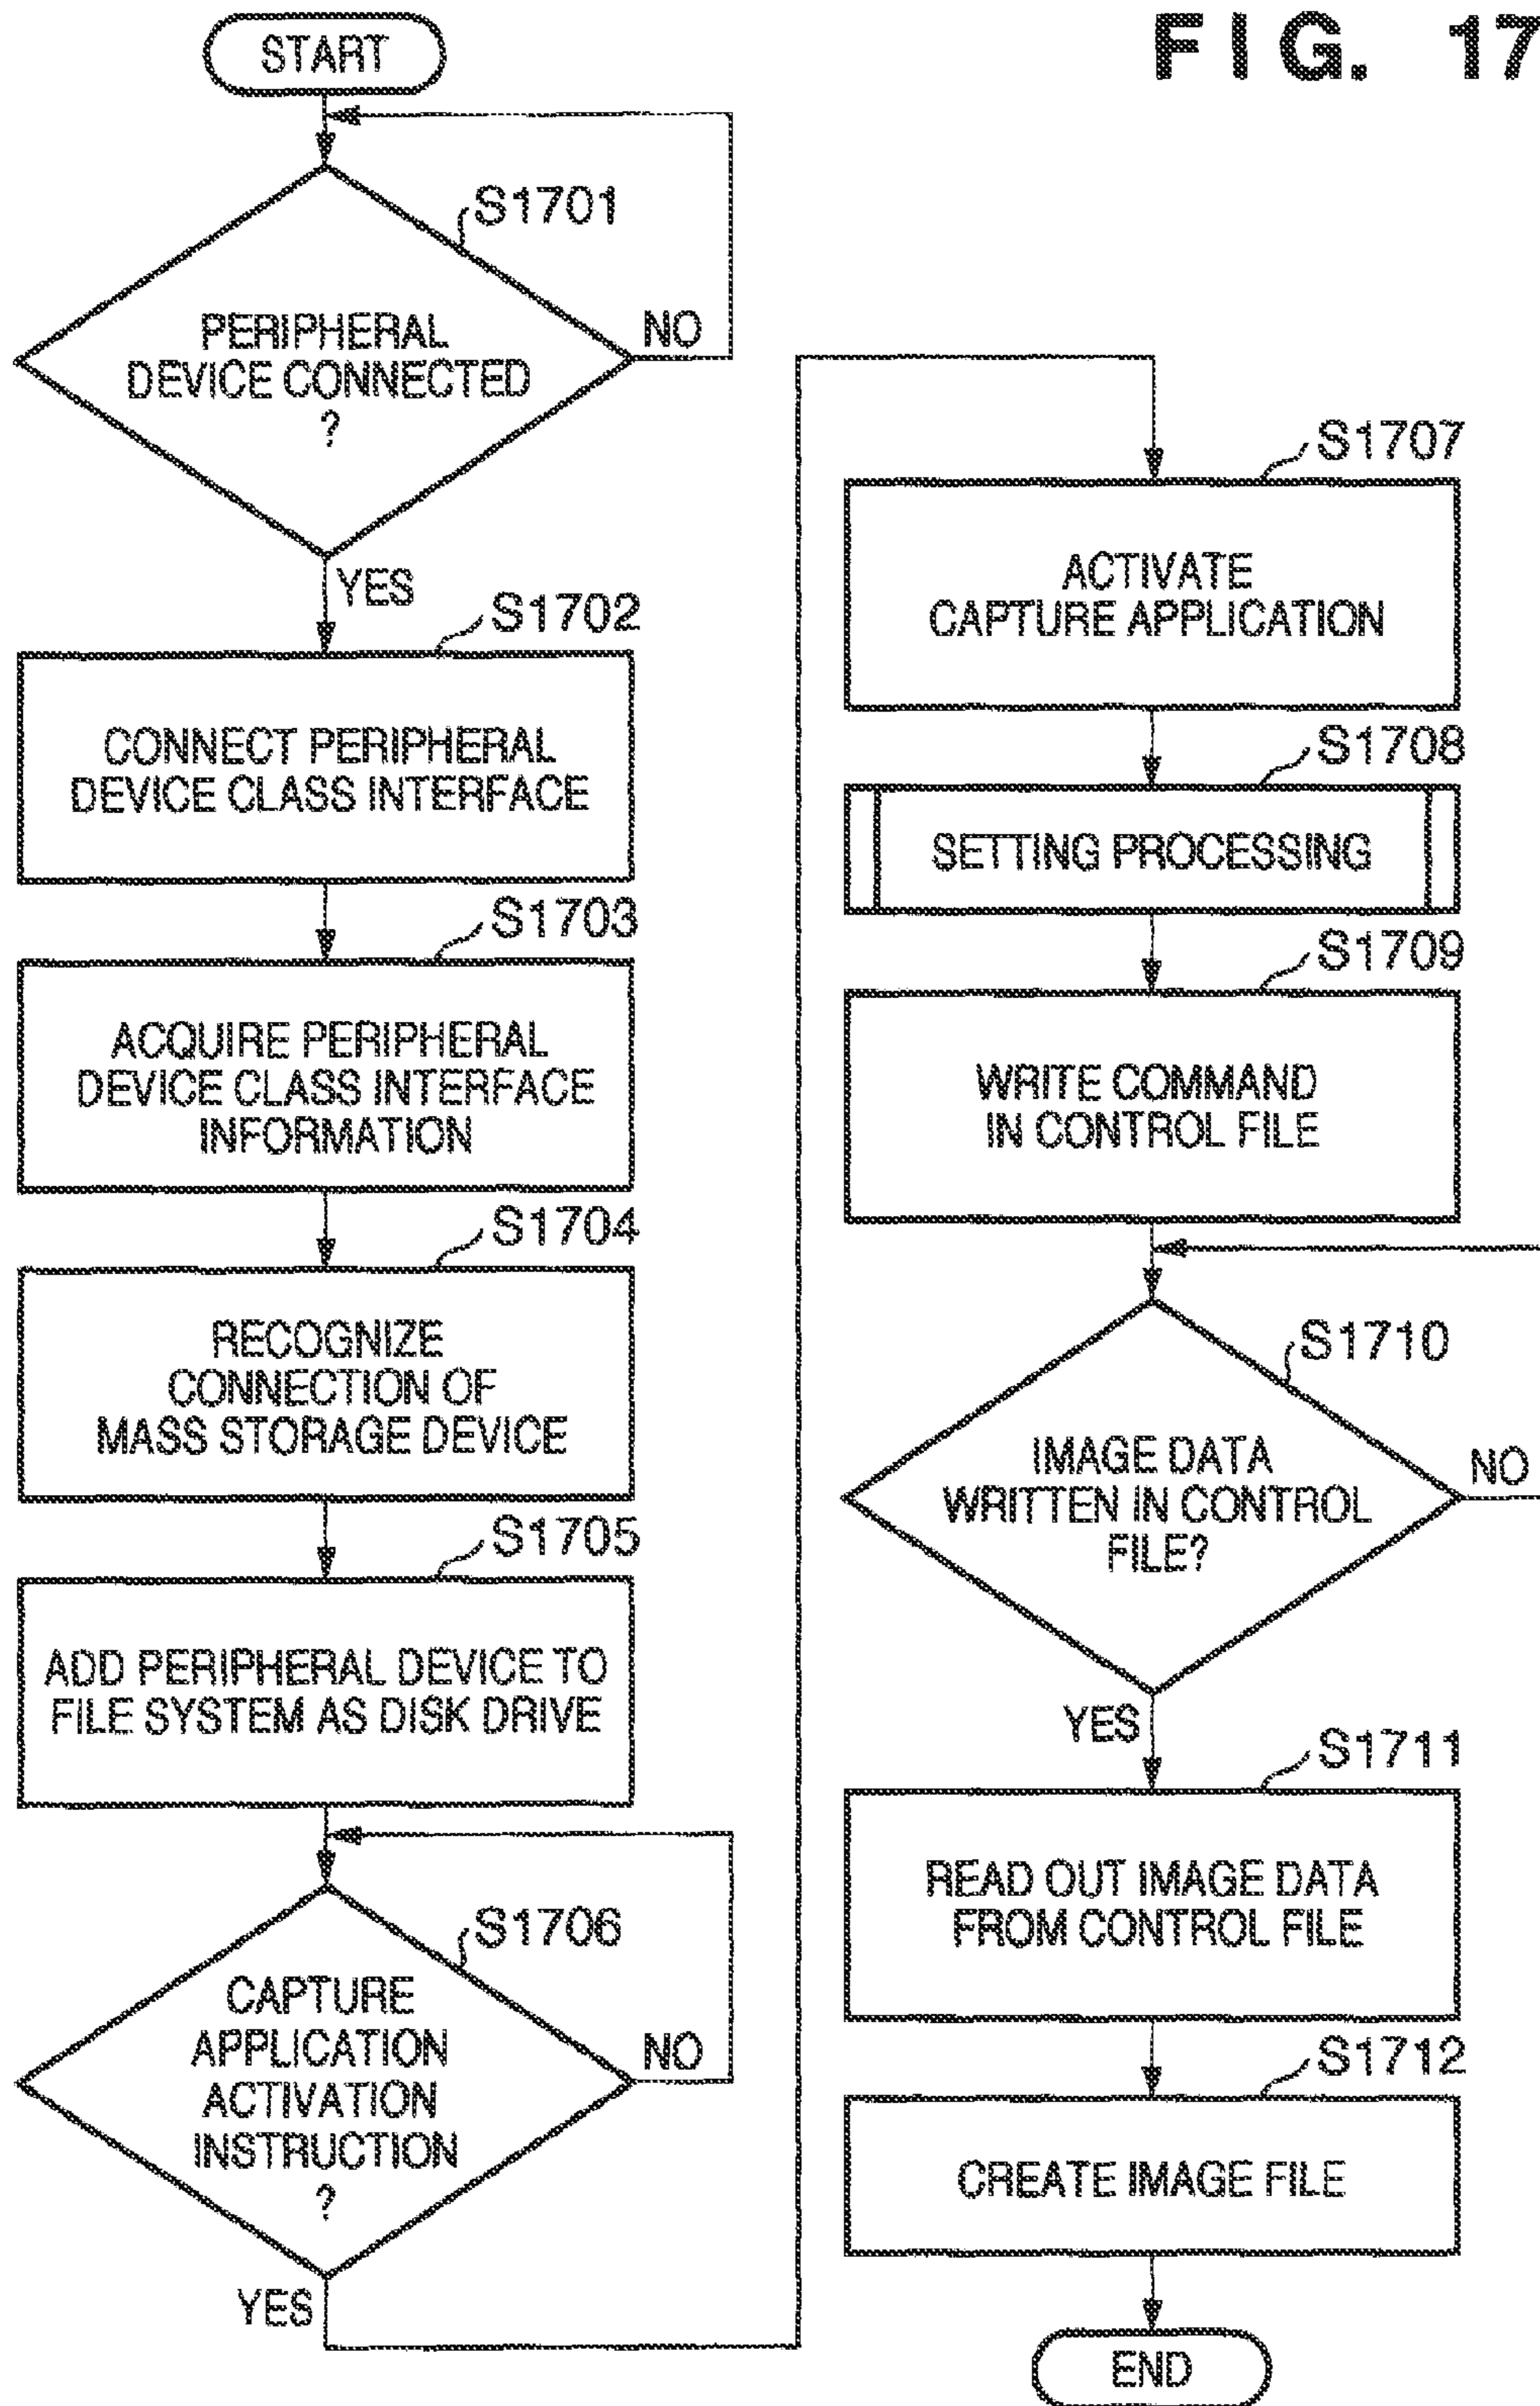 FIG. 17
START
S1701
PERIPHERAL
DEVICE CONNECTED
?
NO
YES
S1702
CONNECT PERIPHERAL
DEVICE CLASS INTERFACE
S1703
ACQUIRE PERIPHERAL
DEVICE CLASS INTERFACE
INFORMATION
S1704
RECOGNIZE
CONNECTION OF
MASS STORAGE DEVICE
S1705
ADD PERIPHERAL DEVICE TO
FILE SYSTEM AS DISK DRIVE
S1706
CAPTURE
APPLICATION
ACTIVATION
INSTRUCTION
?
NO
YES
S1707
ACTIVATE
CAPTURE APPLICATION
S1708
SETTING PROCESSING
S1709
WRITE COMMAND
IN CONTROL FILE
S1710
IMAGE DATA
WRITTEN IN CONTROL
FILE?
NO
YES
S1711
READ OUT IMAGE DATA
FROM CONTROL FILE
S1712
CREATE IMAGE FILE
END